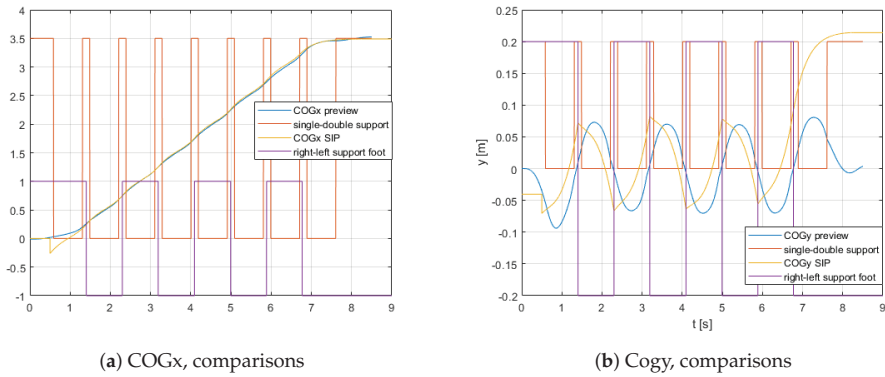 4
3.5
3
2.5
2
1.5
1
0.5
0
-0.5
-1
0 1 2 3 4 5 6 7 8 9
COGx preview
single-double support
COGx SIP
right-left support foot
(a) COGx, comparisons
y [m]
0.25
0.2
0.15
0.1
0.05
0
-0.05
-0.1
-0.15
-0.2
0 1 2 3 4 5 6 7 8 9
t [s]
COGy preview
single-double support
COGy SIP
right-left support foot
(b) Cogy, comparisons